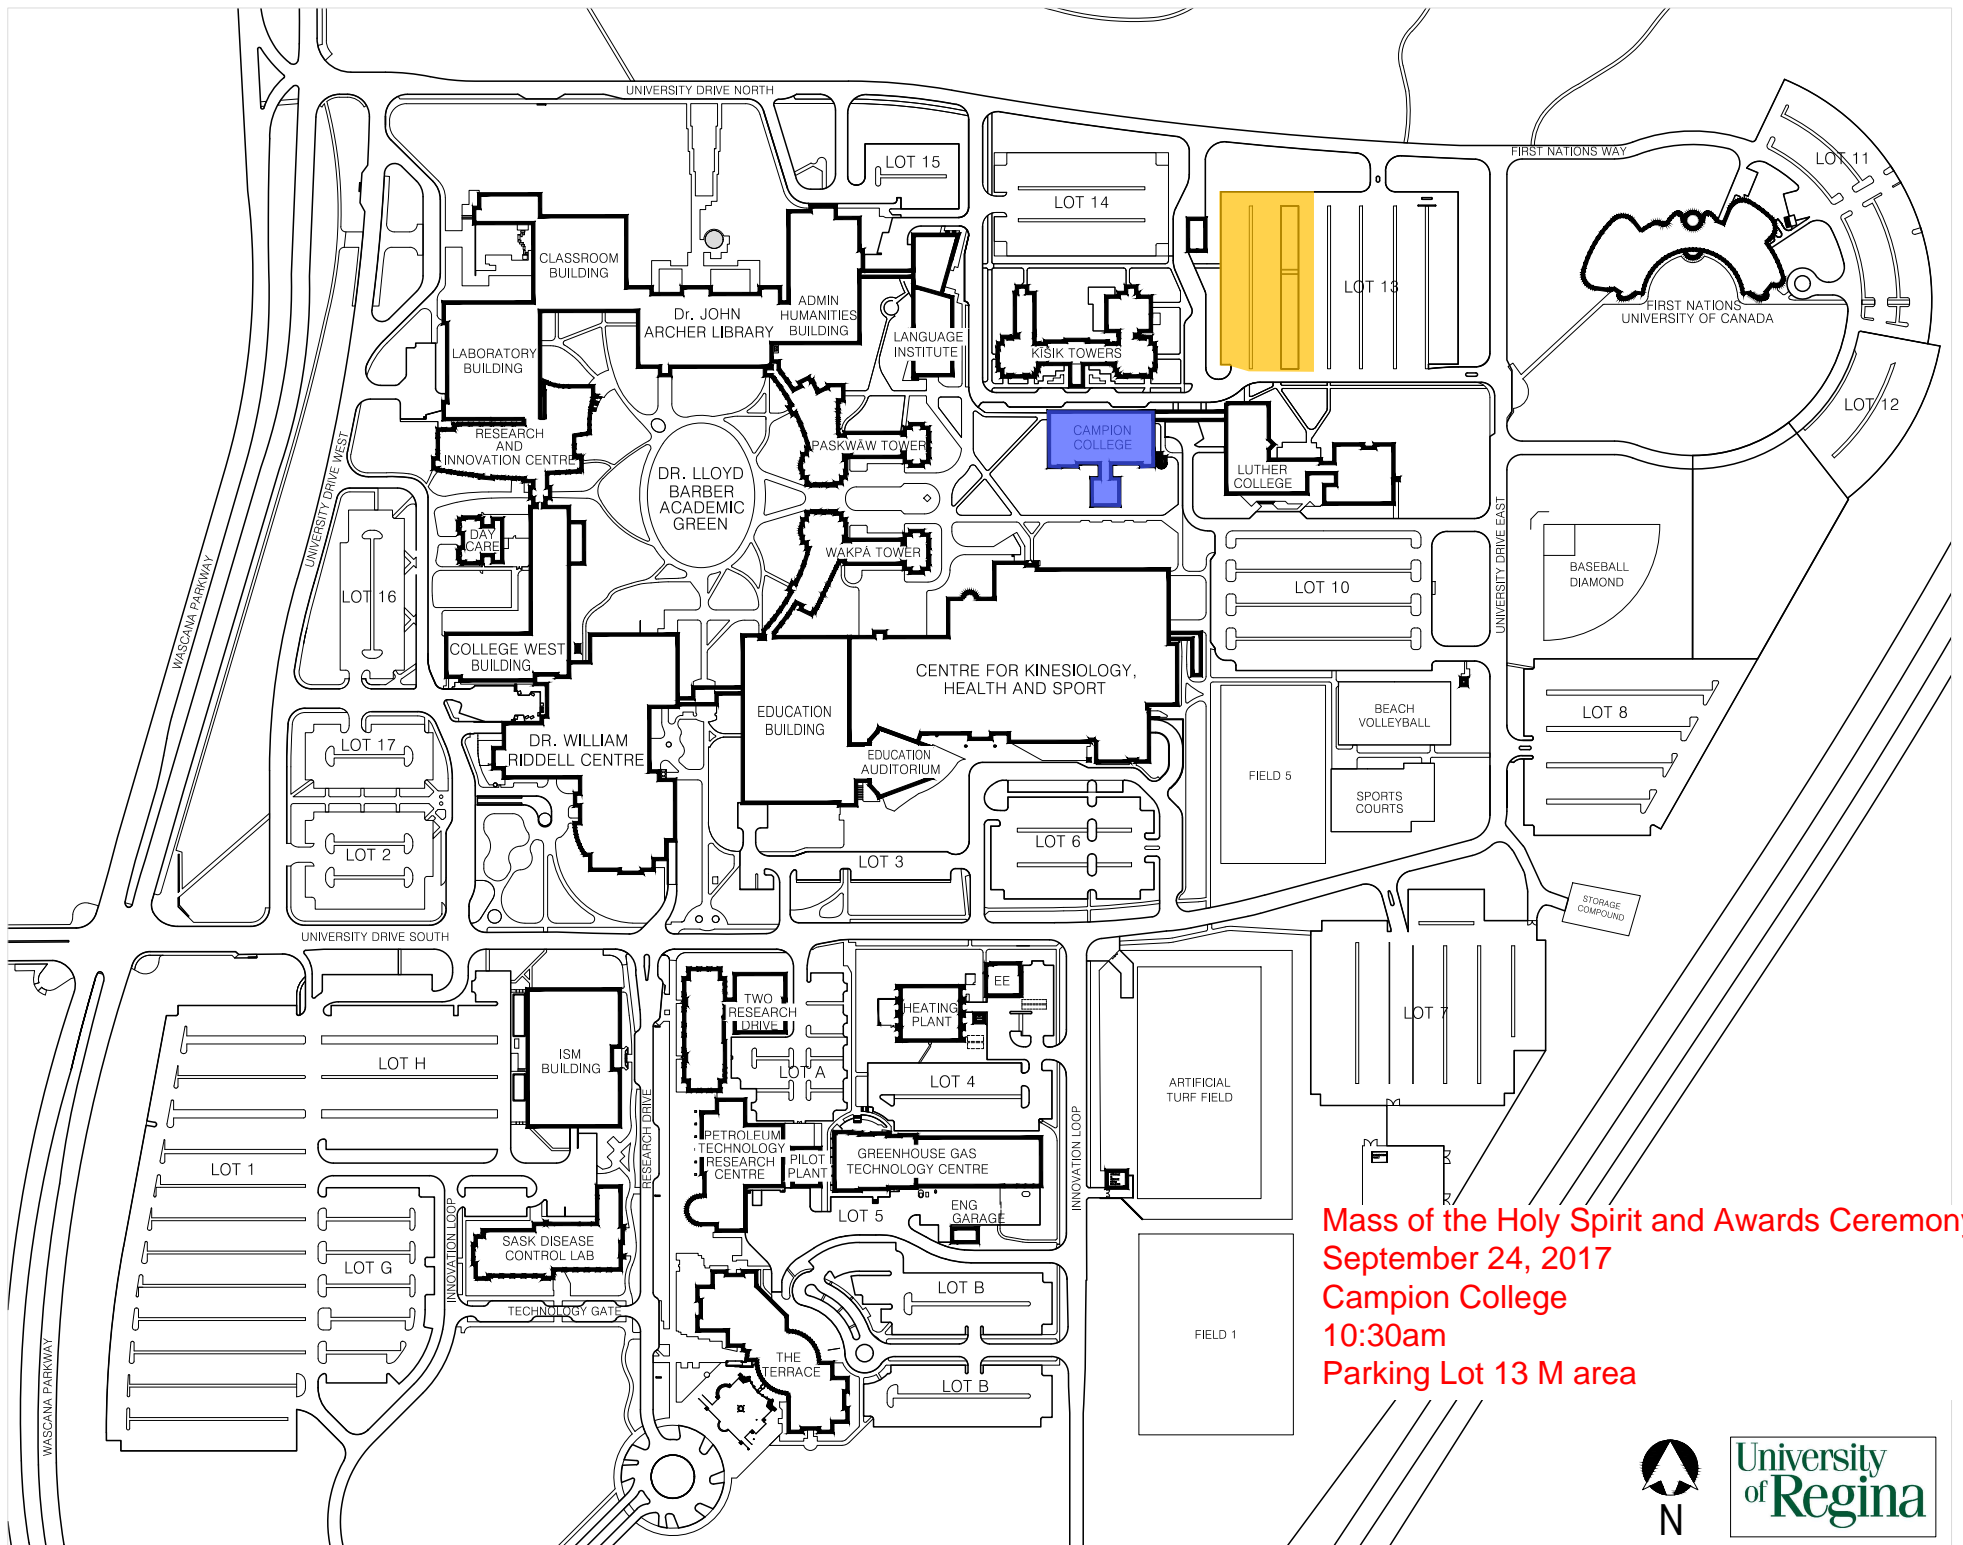 UNIVERSITY DRIVE NORTH
FIRST NATIONS WAY
LOT 11
LOT 15
LOT 14
CLASSROOM
BUILDING
ADMIN
HUMANITIES
BUILDING
Dr. JOHN
ARCHER LIBRARY
LANGUAGE
INSTITUTE
KĪSIK TOWERS
LOT 13
FIRST NATIONS
UNIVERSITY OF CANADA
LABORATORY
BUILDING
LOT 12
RESEARCH
AND
INNOVATION CENTRE
PASKWĀW TOWER
CAMPION
COLLEGE
LUTHER
COLLEGE
DR. LLOYD
BARBER
ACADEMIC
GREEN
UNIVERSITY DRIVE WEST
WASCANA PARKWAY
DAY
CARE
WAKPĀ TOWER
UNIVERSITY DRIVE EAST
BASEBALL
DIAMOND
LOT 16
LOT 10
COLLEGE WEST
BUILDING
CENTRE FOR KINESIOLOGY,
HEALTH AND SPORT
EDUCATION
BUILDING
BEACH
VOLLEYBALL
LOT 8
LOT 17
DR. WILLIAM
RIDDELL CENTRE
EDUCATION
AUDITORIUM
FIELD 5
SPORTS
COURTS
LOT 2
LOT 3
LOT 6
STORAGE
COMPOUND
UNIVERSITY DRIVE SOUTH
TWO
RESEARCH
DRIVE
HEATING
PLANT
EE
LOT 7
LOT H
ISM
BUILDING
LOT A
LOT 4
ARTIFICIAL
TURF FIELD
RESEARCH DRIVE
INNOVATION LOOP
PETROLEUM
TECHNOLOGY
RESEARCH
CENTRE
PILOT
PLANT
GREENHOUSE GAS
TECHNOLOGY CENTRE
LOT 1
LOT 5
ENG
GARAGE
INNOVATION LOOP
SASK DISEASE
CONTROL LAB
LOT G
TECHNOLOGY GATE
LOT B
THE
TERRACE
LOT B
FIELD 1
WASCANA PARKWAY
Mass of the Holy Spirit and Awards Ceremony
September 24, 2017
Campion College
10:30am
Parking Lot 13 M area
N
University
of Regina